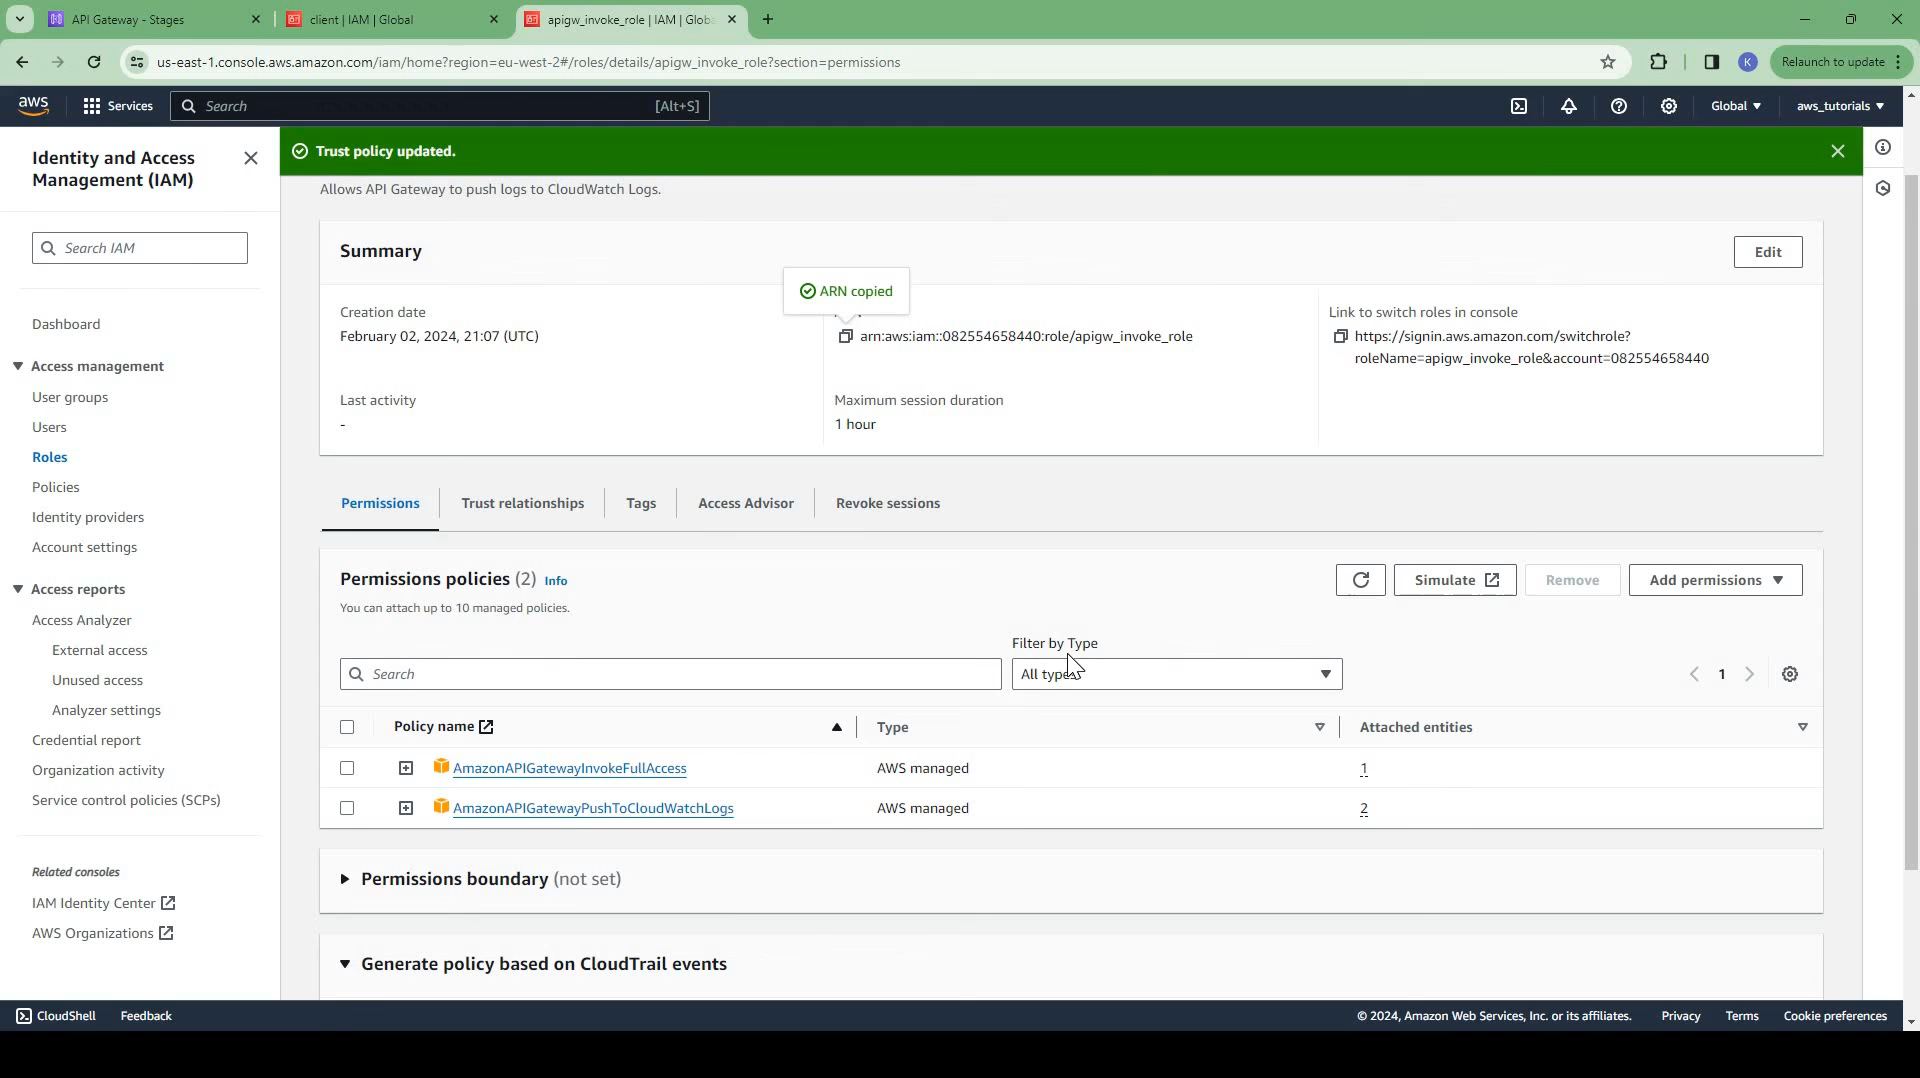 API Gateway - Stages
client | IAM | Global
apigw_invoke_role | IAM | Globa
us-east-1.console.aws.amazon.com/iam/home?region=eu-west-2#/roles/details/apigw_invoke_role?section=permissions
K
Relaunch to update
aws
Services
Search
[Alt+S]
Global
aws_tutorials
Identity and Access
Management (IAM)
Search IAM
Dashboard
Access management
User groups
Users
Roles
Policies
Identity providers
Account settings
Access reports
Access Analyzer
External access
Unused access
Analyzer settings
Credential report
Organization activity
Service control policies (SCPs)
Related consoles
IAM Identity Center
AWS Organizations
Trust policy updated.
Allows API Gateway to push logs to CloudWatch Logs.
Summary
Edit
ARN copied
Creation date
February 02, 2024, 21:07 (UTC)
arn:aws:iam::082554658440:role/apigw_invoke_role
Link to switch roles in console
https://signin.aws.amazon.com/switchrole?
roleName=apigw_invoke_role&account=082554658440
Last activity
-
Maximum session duration
1 hour
Permissions
Trust relationships
Tags
Access Advisor
Revoke sessions
Permissions policies (2) Info
You can attach up to 10 managed policies.
Simulate
Remove
Add permissions
Filter by Type
Search
All types
1
Policy name
Type
Attached entities
AmazonAPIGatewayInvokeFullAccess
AWS managed
1
AmazonAPIGatewayPushToCloudWatchLogs
AWS managed
2
Permissions boundary (not set)
Generate policy based on CloudTrail events
CloudShell
Feedback
© 2024, Amazon Web Services, Inc. or its affiliates.
Privacy
Terms
Cookie preferences